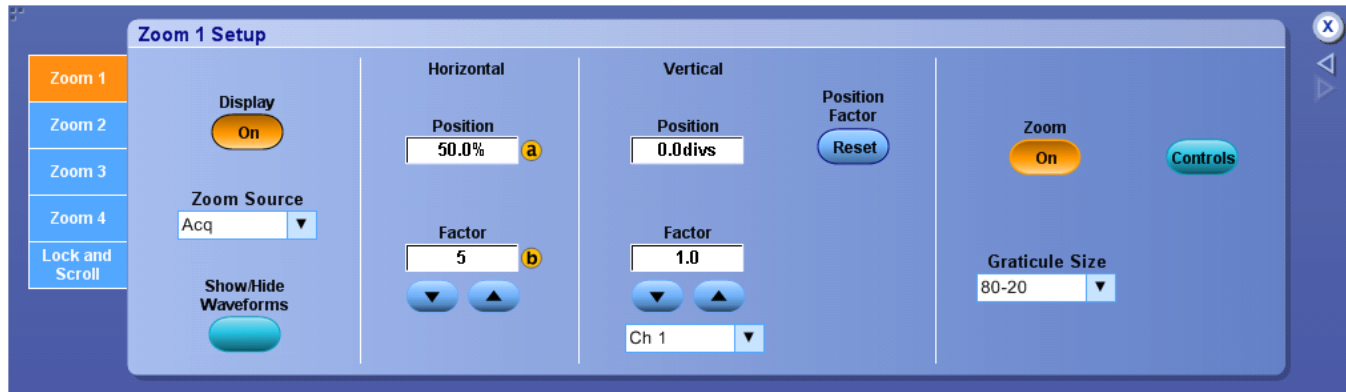 Zoom 1 Setup
X
Zoom 1
Zoom 2
Zoom 3
Zoom 4
Lock and
Scroll
Display
On
Zoom Source
Acq
Show/Hide
Waveforms
Horizontal
Position
50.0%
a
Factor
5
b
Vertical
Position
0.0divs
Factor
1.0
Ch 1
Position
Factor
Reset
Zoom
On
Controls
Graticule Size
80-20